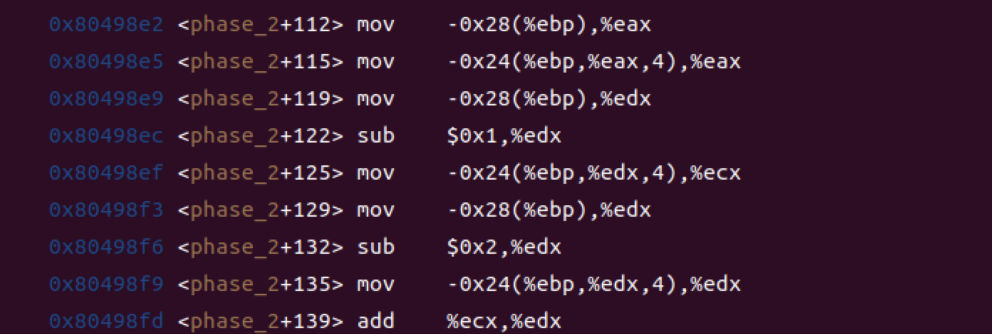 0x80498e2 <phase_2+112> mov -0x28(%ebp),%eax
0x80498e5 <phase_2+115> mov -0x24(%ebp,%eax,4),%eax
0x80498e9 <phase_2+119> mov -0x28(%ebp),%edx
0x80498ec <phase_2+122> sub $0x1,%edx
0x80498ef <phase_2+125> mov -0x24(%ebp,%edx,4),%ecx
0x80498f3 <phase_2+129> mov -0x28(%ebp),%edx
0x80498f6 <phase_2+132> sub $0x2,%edx
0x80498f9 <phase_2+135> mov -0x24(%ebp,%edx,4),%edx
0x80498fd <phase_2+139> add %ecx,%edx